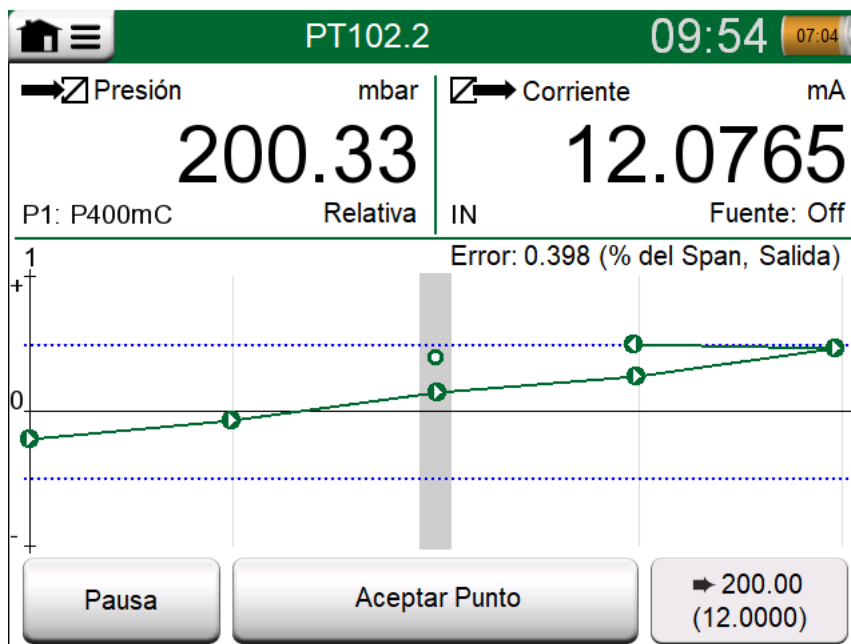 PT102.2 09:54 07:04
Presión mbar
200.33
P1: P400mC Relativa
Corriente mA
12.0765
IN Fuente: Off
Error: 0.398 (% del Span, Salida)
1
+
0
-
Pausa
Aceptar Punto
200.00
(12.0000)